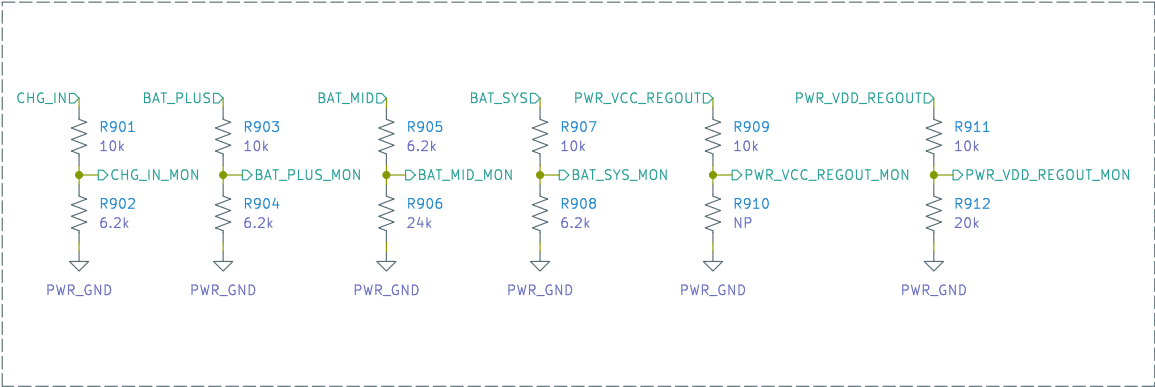 CHG_IN
BAT_PLUS
BAT_MID
BAT_SYS
PWR_VCC_REGOUT
PWR_VDD_REGOUT
R901
10k
R903
10k
R905
6.2k
R907
10k
R909
10k
R911
10k
CHG_IN_MON
BAT_PLUS_MON
BAT_MID_MON
BAT_SYS_MON
PWR_VCC_REGOUT_MON
PWR_VDD_REGOUT_MON
R902
6.2k
R904
6.2k
R906
24k
R908
6.2k
R910
NP
R912
20k
PWR_GND
PWR_GND
PWR_GND
PWR_GND
PWR_GND
PWR_GND